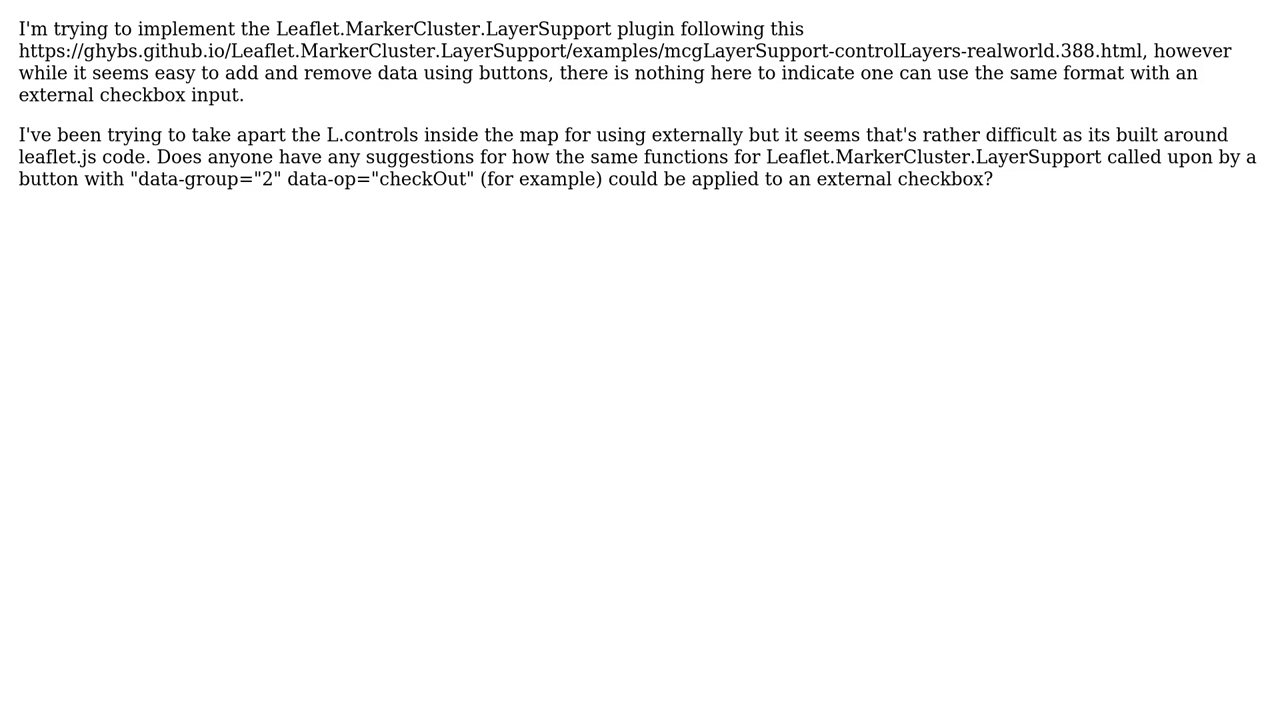 I'm trying to implement the Leaflet.MarkerCluster.LayerSupport plugin following this
https://ghybs.github.io/Leaflet.MarkerCluster.LayerSupport/examples/mcgLayerSupport-controlLayers-realworld.388.html, however
while it seems easy to add and remove data using buttons, there is nothing here to indicate one can use the same format with an
external checkbox input.
I've been trying to take apart the L.controls inside the map for using externally but it seems that's rather difficult as its built around
leaflet.js code. Does anyone have any suggestions for how the same functions for Leaflet.MarkerCluster.LayerSupport called upon by a
button with "data-group="2" data-op="checkOut" (for example) could be applied to an external checkbox?